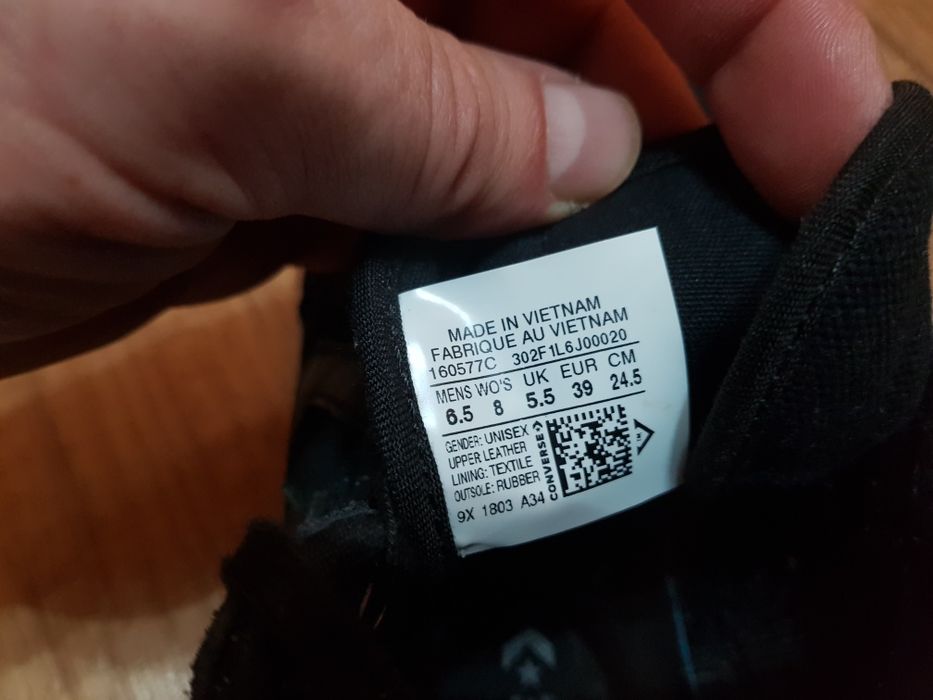 MADE IN VIETNAM
FABRIQUE AU VIETNAM
160577C 302F1L6J00020
MENS WO'S UK EUR CM
6.5 8 5.5 39 24.5
GENDER: UNISEX
UPPER LEATHER
LINING: TEXTILE
OUTSOLE: RUBBER
9X 1803 A34
CONVERSE
TM